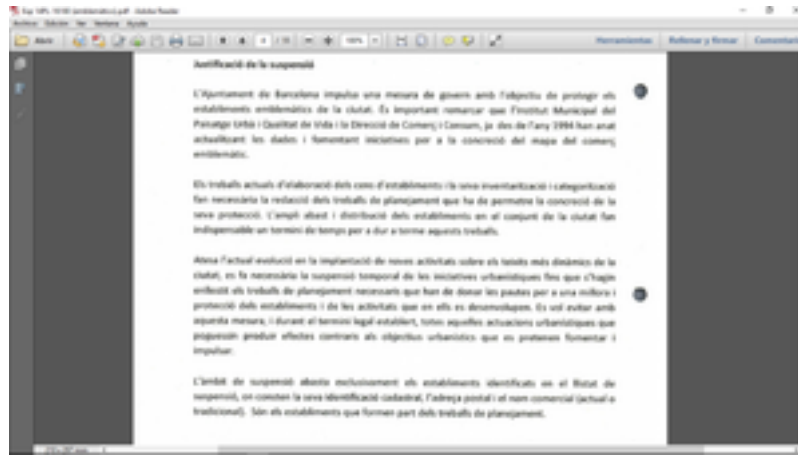 Archivo Edición Ver Ventana Ayuda
Abrir
Herramientas Rellenar y firmar Comentario
Justificació de la suspensió
L'Ajuntament de Barcelona impulsa una mesura de govern amb l'objectiu de protegir els
establiments emblemàtics de la ciutat. És important remarcar que l'Institut Municipal del
Paisatge Urbà i Qualitat de Vida i la Direcció de Comerç i Consum, ja des de l'any 1994 han anat
actualitzant les dades i fomentant iniciatives per a la concreció del mapa del comerç
emblemàtic.
Els treballs actuals d'elaboració dels cens d'establiments i la seva inventarització i categorització
fan necessària la redacció dels treballs de planejament que ha de permetre la concreció de la
seva protecció. L'ampli abast i distribució dels establiments en el conjunt de la ciutat fan
indispensable un termini de temps per a dur a terme aquests treballs.
Atesa l'actual evolució en la implantació de noves activitats sobre els teixits més dinàmics de la
ciutat, es fa necessària la suspensió temporal de les iniciatives urbanístiques fins que s'hagin
enllestit els treballs de planejament necessaris que han de donar les pautes per a una millora i
protecció dels establiments i de les activitats que en ells es desenvolupen. Es vol evitar amb
aquesta mesura, i durant el termini legal establert, totes aquelles actuacions urbanístiques que
poguessin produir efectes contraris als objectius urbanístics que es pretenen fomentar i
impulsar.
L'àmbit de suspensió abasta exclusivament els establiments identificats en el llistat de
suspensió, on consten la seva identificació cadastral, l'adreça postal i el nom comercial (actual o
tradicional). Són els establiments que formen part dels treballs de planejament.